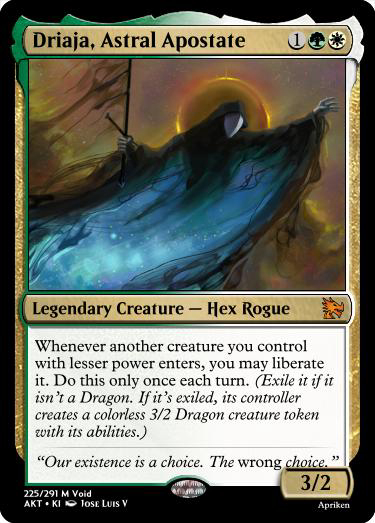 Driaja, Astral Apostate 1
Legendary Creature — Hex Rogue
Whenever another creature you control
with lesser power enters, you may liberate
it. Do this only once each turn. (Exile it if it
isn't a Dragon. If it's exiled, its controller
creates a colorless 3/2 Dragon creature token
with its abilities.)
“Our existence is a choice. The wrong choice.”
3/2
225/291 M Void
AKT • KI Jose Luis V
Apriken